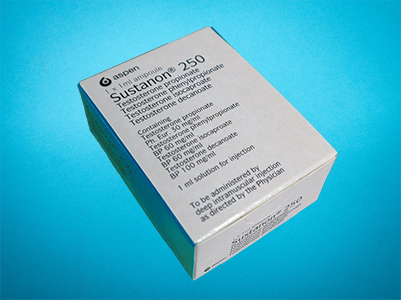 aspen
1 x 1ml ampoule
Sustanon® 250
Testosterone propionate
Testosterone phenylpropionate
Testosterone isocaproate
Testosterone decanoate
Containing
Testosterone propionate
Ph. Eur. 30 mg/ml
Testosterone phenylpropionate
BP 60 mg/ml
Testosterone isocaproate
BP 60 mg/ml
Testosterone decanoate
BP 100 mg/ml
1 ml solution for injection
To be administered by
deep intramuscular injection
as directed by the Physician
aspen
Sustanon® 250